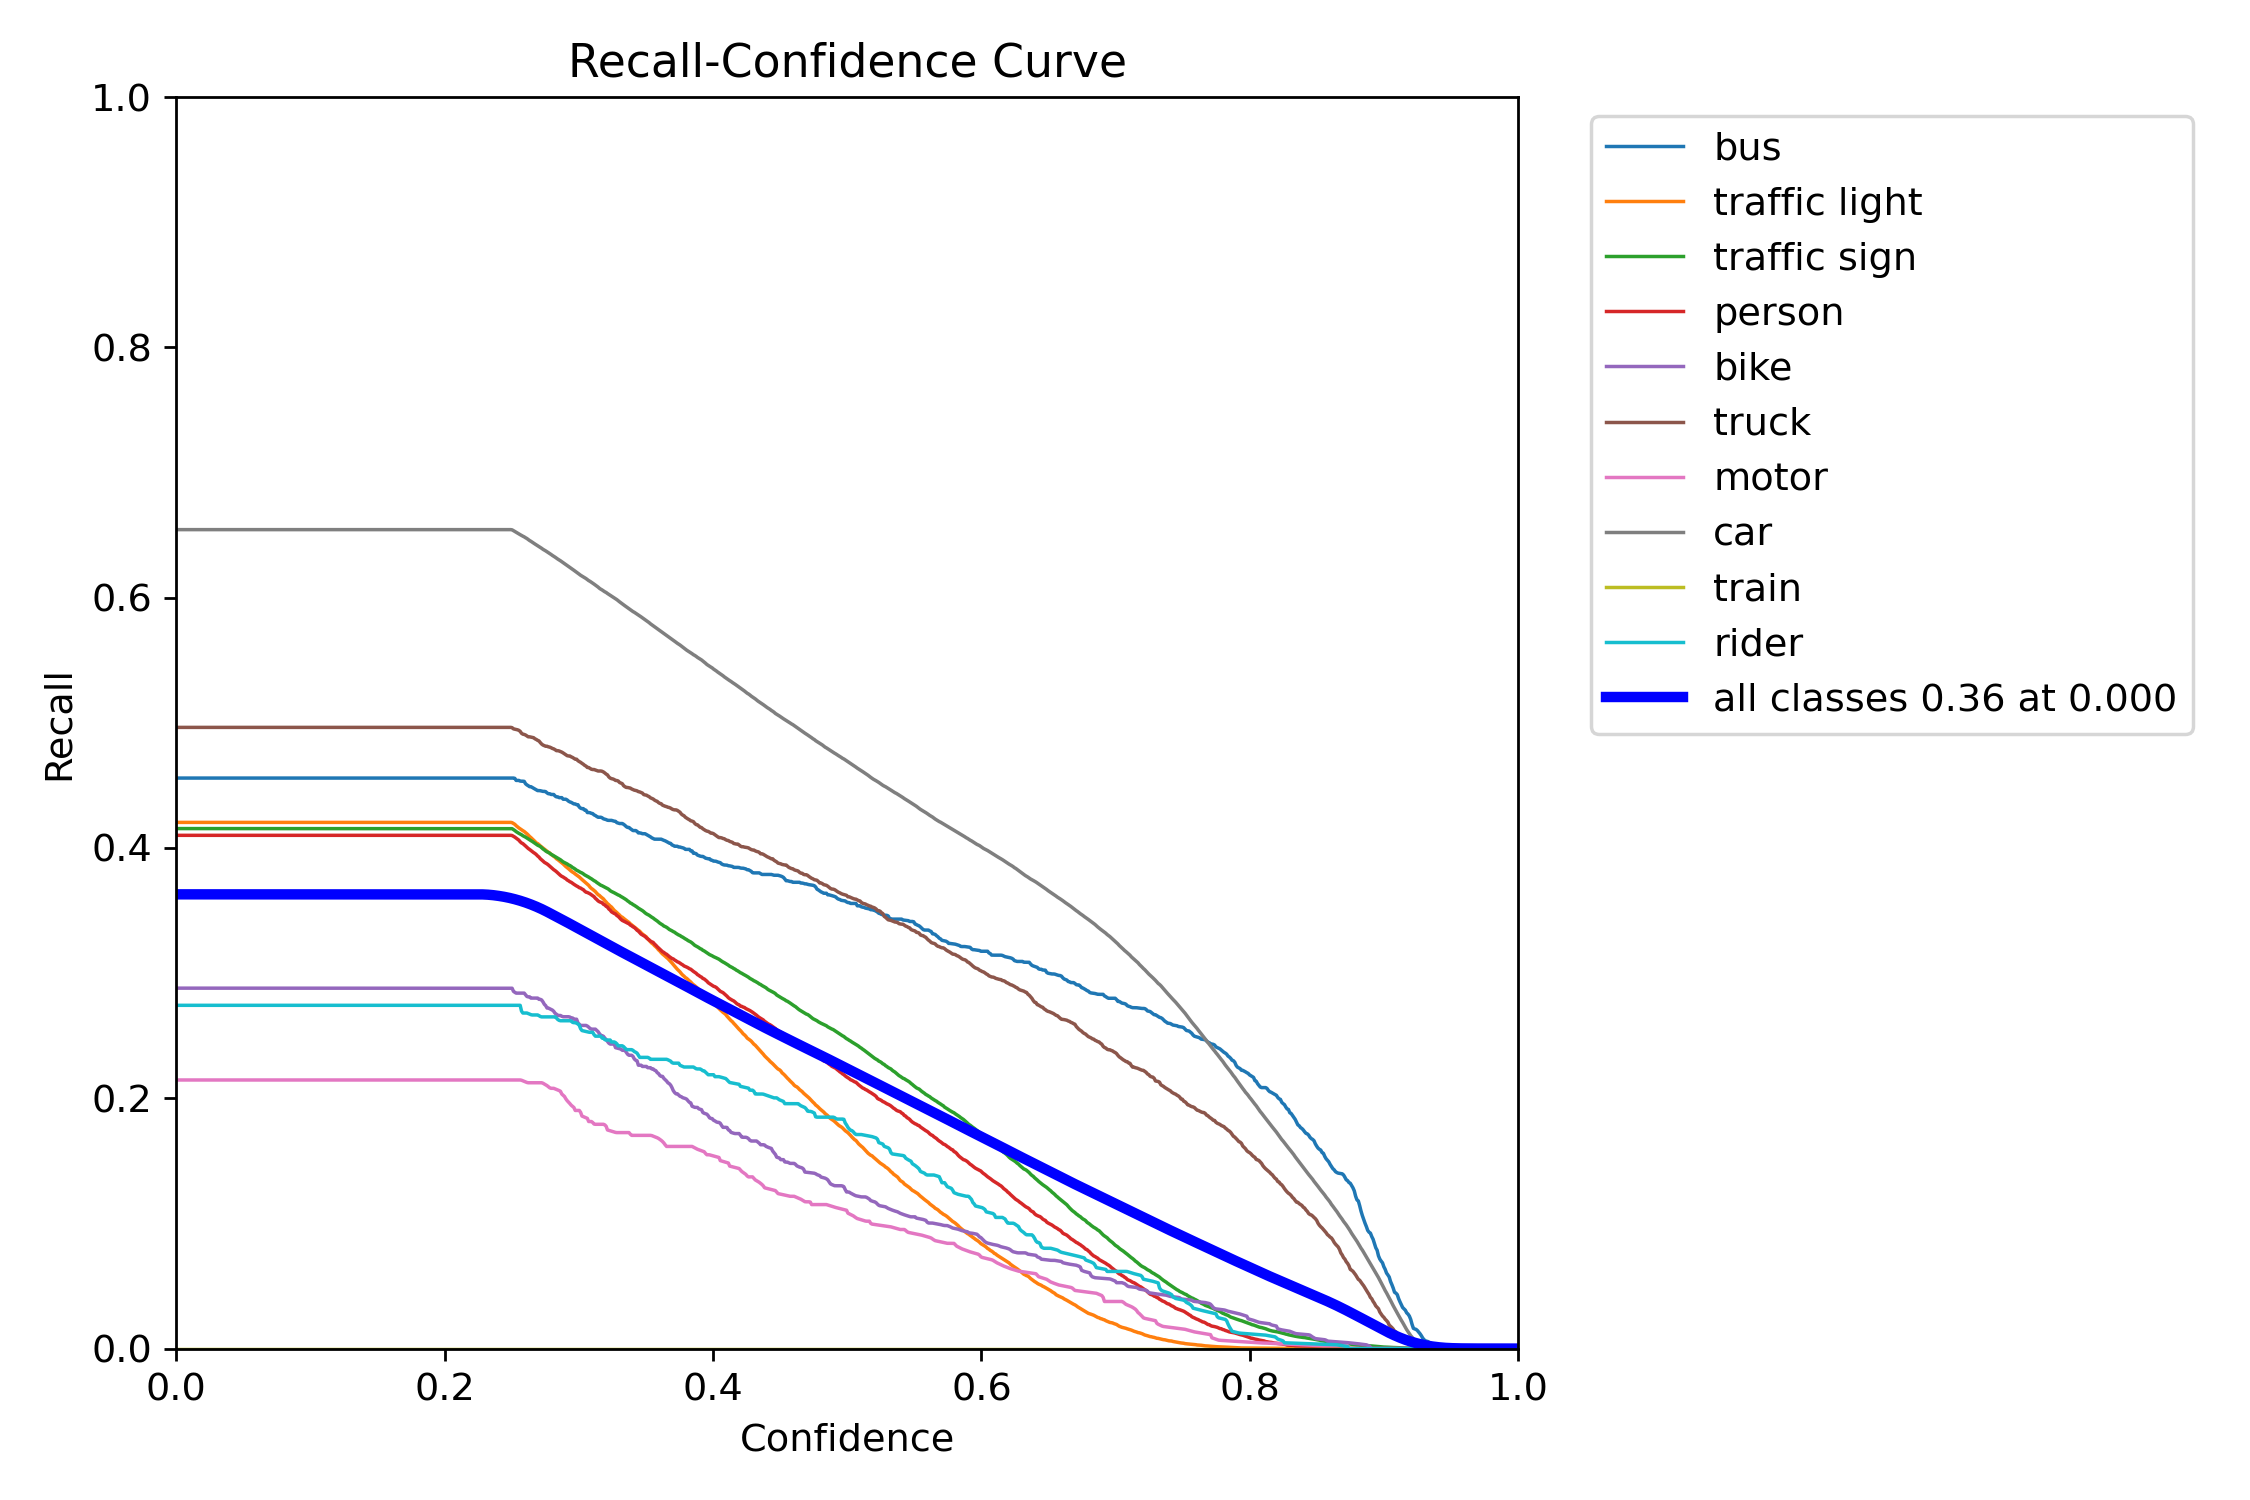 Recall-Confidence Curve
1.0
0.8
0.6
0.4
0.2
0.0
Recall
0.0 0.2 0.4 0.6 0.8 1.0
Confidence
bus
traffic light
traffic sign
person
bike
truck
motor
car
train
rider
all classes 0.36 at 0.000